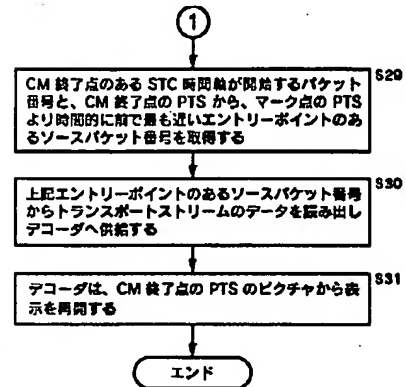 1
S29
CM 終了点のある STC 時間軸が開始するパケット
番号と、CM 終了点の PTS から、マーク点の PTS
より時間的に前で最も近いエントリーポイントのあ
るソースパケット番号を取得する
S30
上記エントリーポイントのあるソースパケット番号
からトランスポートストリームのデータを読み出し
デコーダへ供給する
S31
デコーダは、CM 終了点の PTS のピクチャから表
示を再開する
エンド